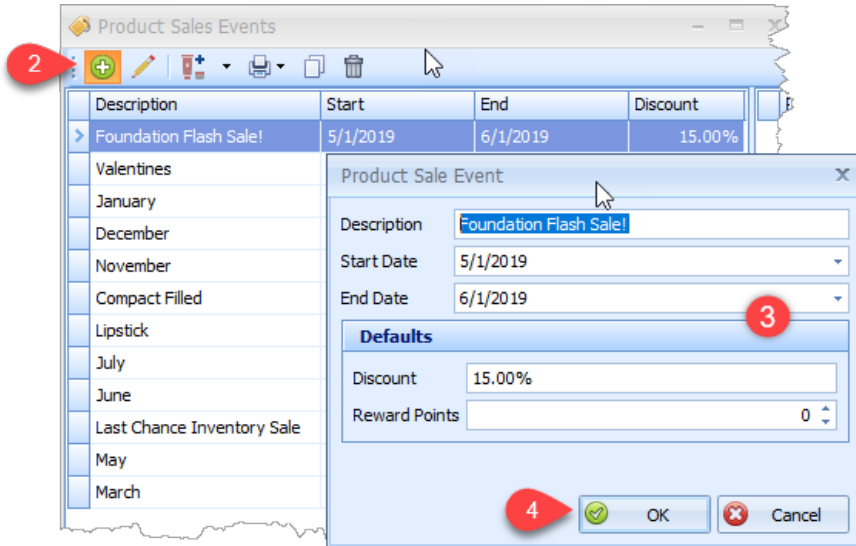 Product Sales Events
2
Description Start End Discount
Foundation Flash Sale! 5/1/2019 6/1/2019 15.00%
Valentines
January
December
November
Compact Filled
Lipstick
July
June
Last Chance Inventory Sale
May
March
Product Sale Event
Description Foundation Flash Sale!
Start Date 5/1/2019
End Date 6/1/2019
3
Defaults
Discount 15.00%
Reward Points 0
4
OK Cancel